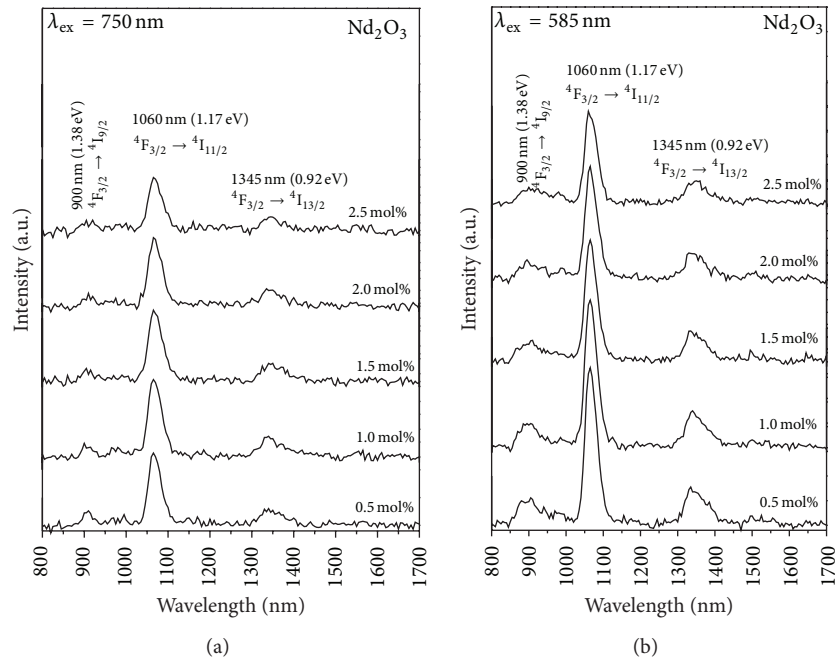 λex = 750 nm
Nd2O3
900 nm (1.38 eV)
4F3/2 → 4I9/2
1060 nm (1.17 eV)
4F3/2 → 4I11/2
1345 nm (0.92 eV)
4F3/2 → 4I13/2
2.5 mol%
2.0 mol%
1.5 mol%
1.0 mol%
0.5 mol%
Intensity (a.u.)
800 900 1000 1100 1200 1300 1400 1500 1600 1700
Wavelength (nm)
(a)
λex = 585 nm
Nd2O3
900 nm (1.38 eV)
4F3/2 → 4I9/2
1060 nm (1.17 eV)
4F3/2 → 4I11/2
1345 nm (0.92 eV)
4F3/2 → 4I13/2
2.5 mol%
2.0 mol%
1.5 mol%
1.0 mol%
0.5 mol%
Intensity (a.u.)
800 900 1000 1100 1200 1300 1400 1500 1600 1700
Wavelength (nm)
(b)